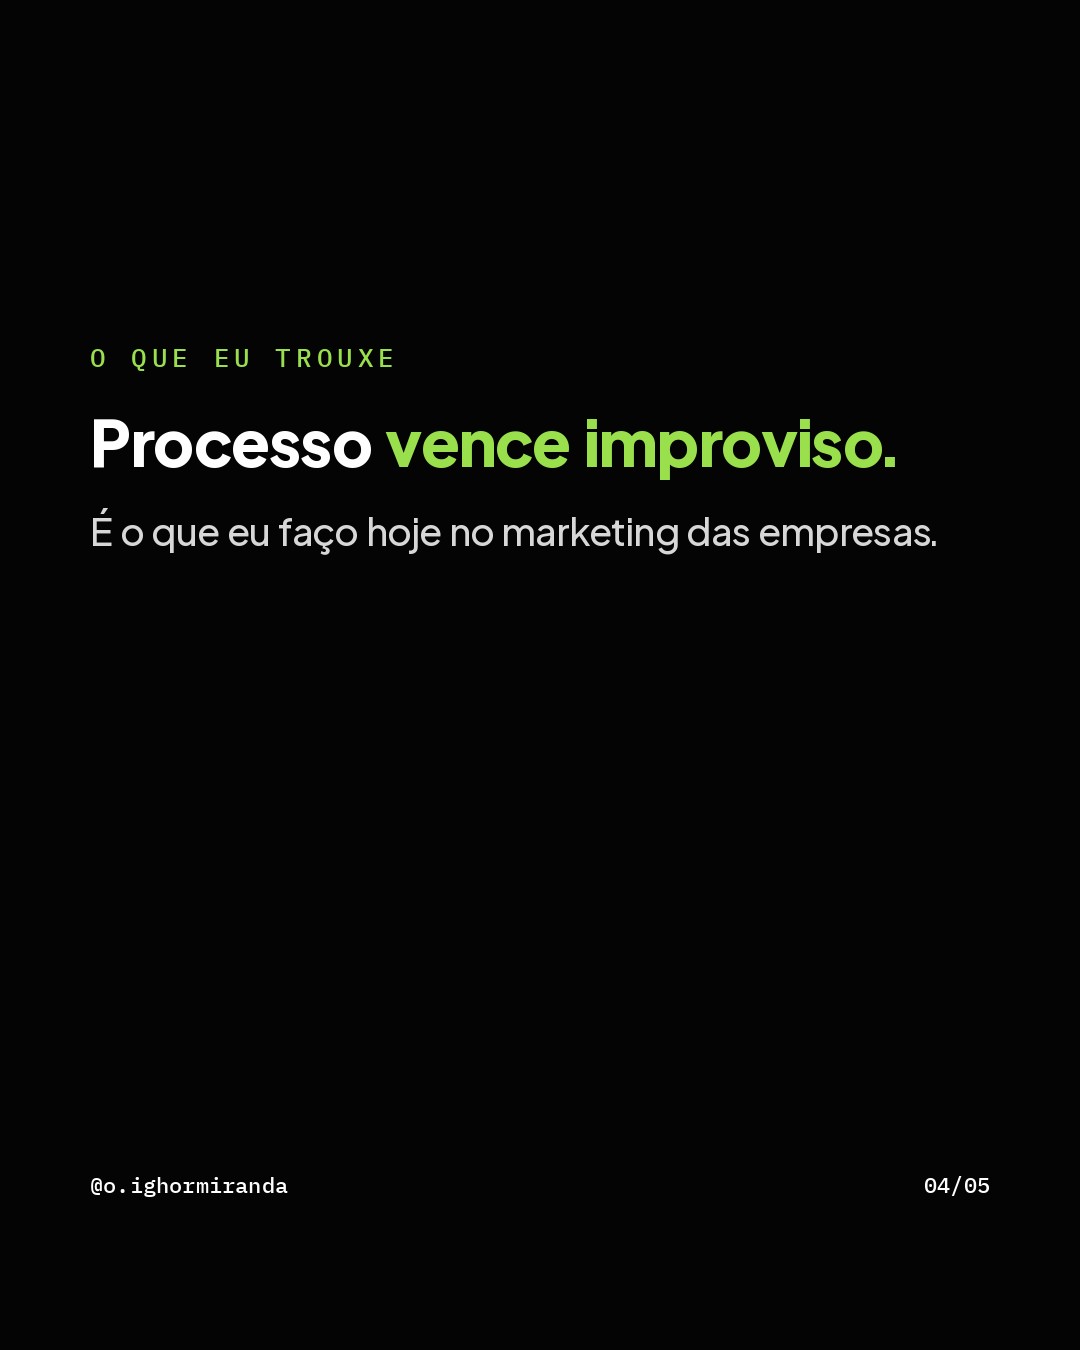 O QUE EU TROUXE
Processo vence improviso.
É o que eu faço hoje no marketing das empresas.
@o.ighormiranda
04/05